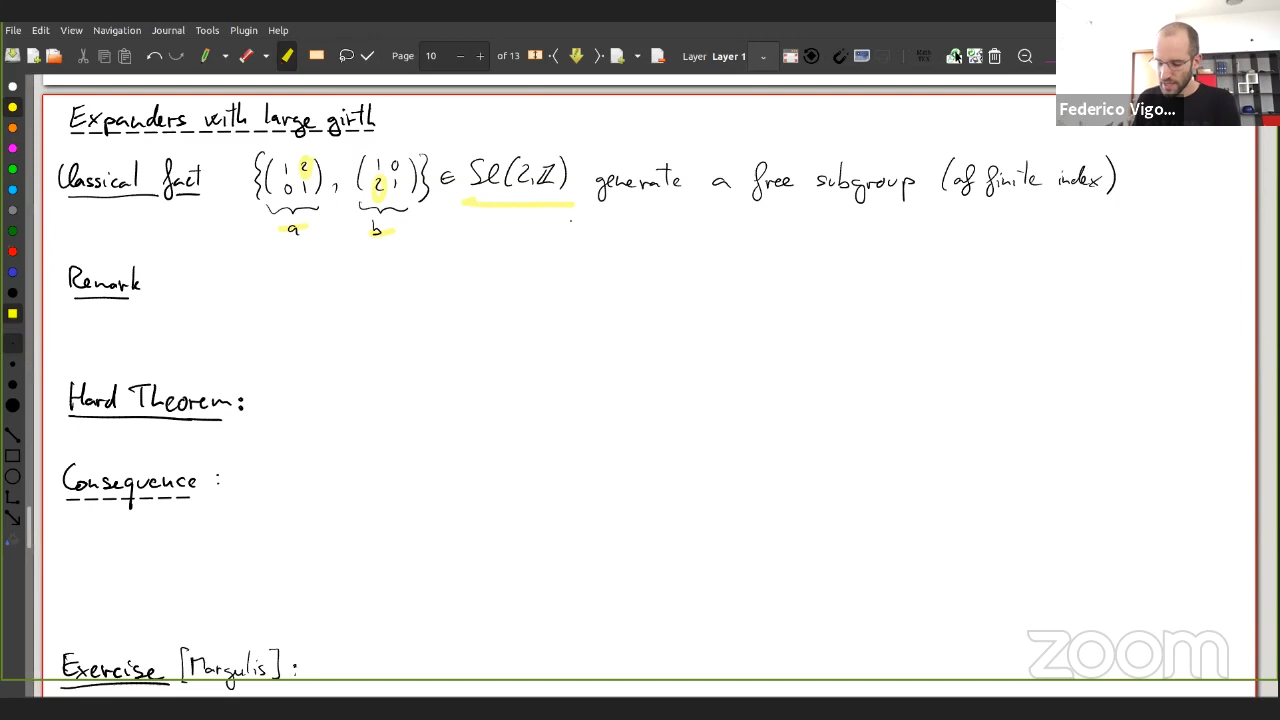 File Edit View Navigation Journal Tools Plugin Help
Page 10 of 13 Layer Layer 1
Federico Vigo...
Expanders with large girth
Classical fact {(1 2 0 1), (1 0 2 1)} ∈ Sl(2,ℤ) generate a free subgroup (of finite index)
a b
Remark
Hard Theorem:
Consequence :
zoom
Exercise [Margulis] :